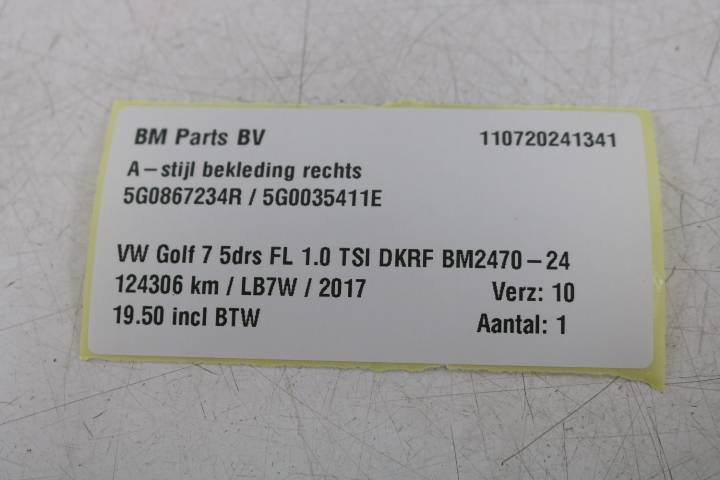 BM Parts BV 110720241341
A-stijl bekleding rechts
5G0867234R / 5G0035411E
VW Golf 7 5drs FL 1.0 TSI DKRF BM2470-24
124306 km / LB7W / 2017 Verz: 10
19.50 incl BTW Aantal: 1